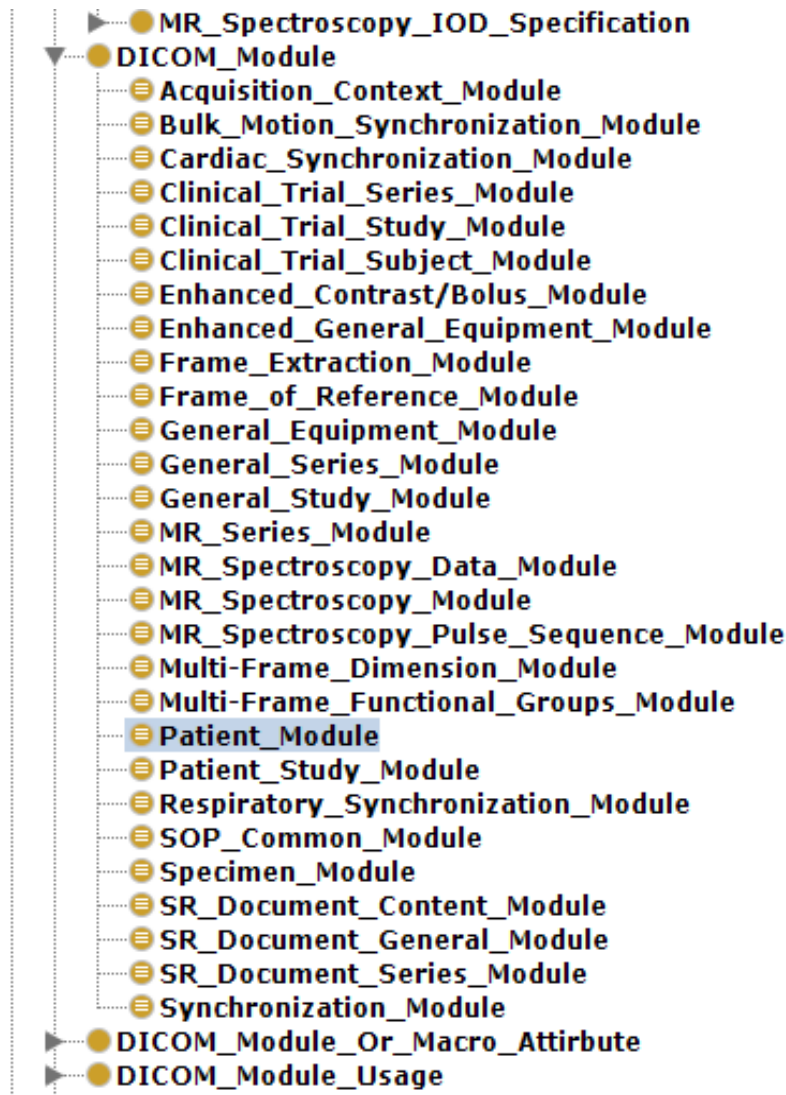 MR_Spectroscopy_IOD_Specification
DICOM_Module
Acquisition_Context_Module
Bulk_Motion_Synchronization_Module
Cardiac_Synchronization_Module
Clinical_Trial_Series_Module
Clinical_Trial_Study_Module
Clinical_Trial_Subject_Module
Enhanced_Contrast/Bolus_Module
Enhanced_General_Equipment_Module
Frame_Extraction_Module
Frame_of_Reference_Module
General_Equipment_Module
General_Series_Module
General_Study_Module
MR_Series_Module
MR_Spectroscopy_Data_Module
MR_Spectroscopy_Module
MR_Spectroscopy_Pulse_Sequence_Module
Multi-Frame_Dimension_Module
Multi-Frame_Functional_Groups_Module
Patient_Module
Patient_Study_Module
Respiratory_Synchronization_Module
SOP_Common_Module
Specimen_Module
SR_Document_Content_Module
SR_Document_General_Module
SR_Document_Series_Module
Synchronization_Module
DICOM_Module_Or_Macro_Attirbute
DICOM_Module_Usage